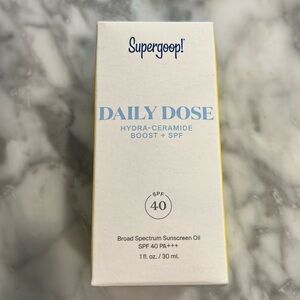 Supergoop!
DAILY DOSE
HYDRA-CERAMIDE
BOOST + SPF
SPF
40
Broad Spectrum Sunscreen Oil
SPF 40 PA+++
1 fl. oz. / 30 mL